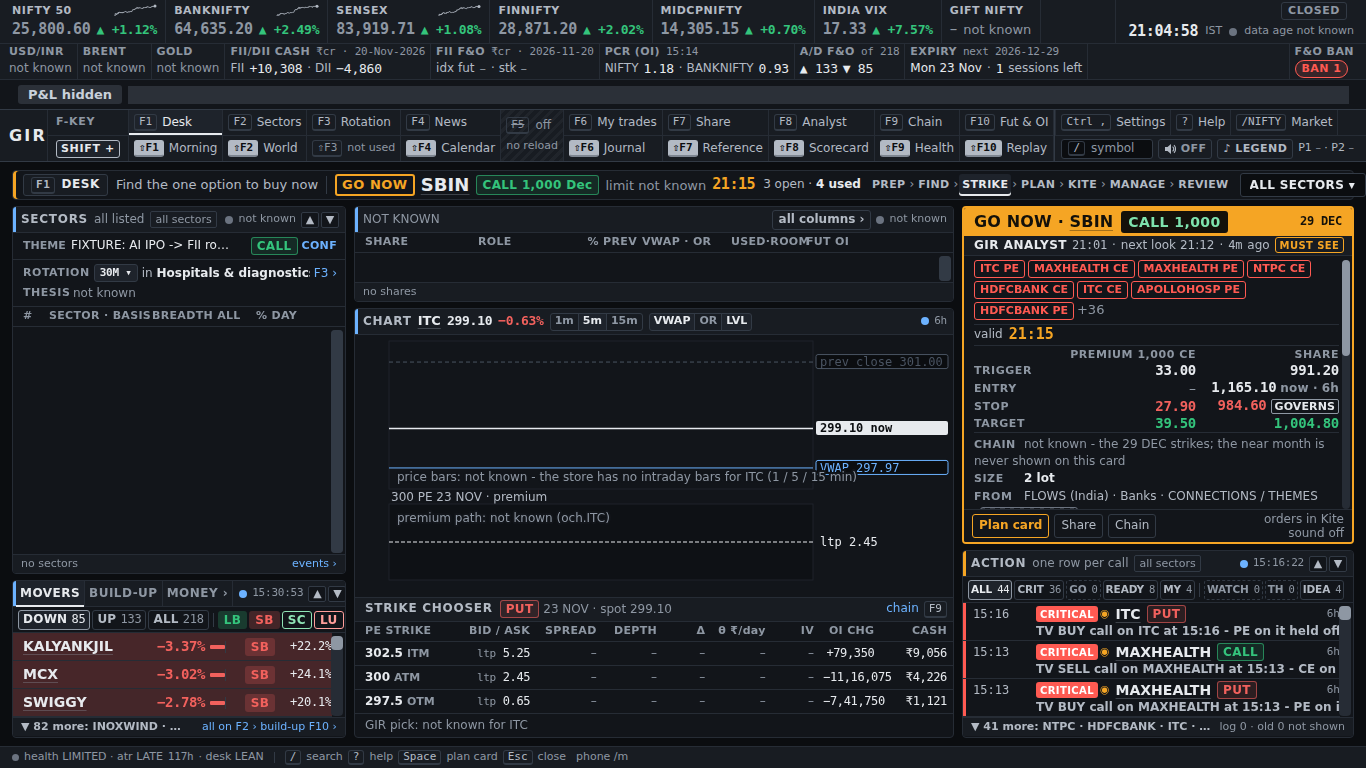 NIFTY 50 BANKNIFTY SENSEX FINNIFTY MIDCPNIFTY INDIA VIX GIFT NIFTY CLOSED
25,800.60 ▲ +1.12% 64,635.20 ▲ +2.49% 83,919.71 ▲ +1.08% 28,871.20 ▲ +2.02% 14,305.15 ▲ +0.70% 17.33 ▲ +7.57% – not known 21:04:58 IST data age not known
USD/INR BRENT GOLD FII/DII CASH ₹cr · 20-Nov-2026 FII F&O ₹cr · 2026-11-20 PCR (OI) 15:14 A/D F&O of 218 EXPIRY next 2026-12-29 F&O BAN
not known not known not known FII +10,308 · DII −4,860 idx fut – · stk – NIFTY 1.18 · BANKNIFTY 0.93 ▲ 133 ▼ 85 Mon 23 Nov · 1 sessions left BAN 1
P&L hidden
GIR F-KEY F1 Desk F2 Sectors F3 Rotation F4 News F5 off F6 My trades F7 Share F8 Analyst F9 Chain F10 Fut & OI Ctrl , Settings ? Help /NIFTY Market
SHIFT + ⇧F1 Morning ⇧F2 World ⇧F3 not used ⇧F4 Calendar no reload ⇧F6 Journal ⇧F7 Reference ⇧F8 Scorecard ⇧F9 Health ⇧F10 Replay / symbol OFF ♪ LEGEND P1 – · P2 –
F1 DESK Find the one option to buy now GO NOW SBIN CALL 1,000 Dec limit not known 21:15 3 open · 4 used PREP › FIND › STRIKE › PLAN › KITE › MANAGE › REVIEW ALL SECTORS ▾
SECTORS all listed all sectors not known ▲ ▼
THEME FIXTURE: AI IPO -> FII ro… CALL CONF
ROTATION 30M ▾ in Hospitals & diagnostic F3 ›
THESIS not known
# SECTOR · BASIS BREADTH ALL % DAY
no sectors events ›
MOVERS BUILD-UP MONEY › 15:30:53 ▲ ▼
DOWN 85 UP 133 ALL 218 LB SB SC LU
KALYANKJIL −3.37% SB +22.2%
MCX −3.02% SB +24.1%
SWIGGY −2.78% SB +20.1%
▼ 82 more: INOXWIND · … all on F2 › build-up F10 ›
NOT KNOWN all columns › not known
SHARE ROLE % PREV VWAP · OR USED·ROOM FUT OI
no shares
CHART ITC 299.10 −0.63% 1m 5m 15m VWAP OR LVL 6h
prev close 301.00
299.10 now
VWAP 297.97
price bars: not known - the store has no intraday bars for ITC (1 / 5 / 15 min)
300 PE 23 NOV · premium
premium path: not known (och.ITC)
ltp 2.45
STRIKE CHOOSER PUT 23 NOV · spot 299.10 chain F9
PE STRIKE BID / ASK SPREAD DEPTH Δ θ ₹/day IV OI CHG CASH
302.5 ITM ltp 5.25 – – – – – +79,350 ₹9,056
300 ATM ltp 2.45 – – – – – −11,16,075 ₹4,226
297.5 OTM ltp 0.65 – – – – – −7,41,750 ₹1,121
GIR pick: not known for ITC
GO NOW · SBIN CALL 1,000 29 DEC
GIR ANALYST 21:01 · next look 21:12 · 4m ago MUST SEE
ITC PE MAXHEALTH CE MAXHEALTH PE NTPC CE
HDFCBANK CE ITC CE APOLLOHOSP PE
HDFCBANK PE +36
valid 21:15
PREMIUM 1,000 CE SHARE
TRIGGER 33.00 991.20
ENTRY – 1,165.10 now · 6h
STOP 27.90 984.60 GOVERNS
TARGET 39.50 1,004.80
CHAIN not known - the 29 DEC strikes; the near month is
never shown on this card
SIZE 2 lot
FROM FLOWS (India) · Banks · CONNECTIONS / THEMES
Plan card Share Chain orders in Kite
sound off
ACTION one row per call all sectors 15:16:22 ▲ ▼
ALL 44 CRIT 36 GO 0 READY 8 MY 4 WATCH 0 TH 0 IDEA 4
15:16 CRITICAL ITC PUT 6h
TV BUY call on ITC at 15:16 - PE on it held off
15:13 CRITICAL MAXHEALTH CALL 6h
TV SELL call on MAXHEALTH at 15:13 - CE on
15:13 CRITICAL MAXHEALTH PUT 6h
TV BUY call on MAXHEALTH at 15:13 - PE on i
▼ 41 more: NTPC · HDFCBANK · ITC · … log 0 · old 0 not shown
health LIMITED · atr LATE 117h · desk LEAN / search ? help Space plan card Esc close phone /m